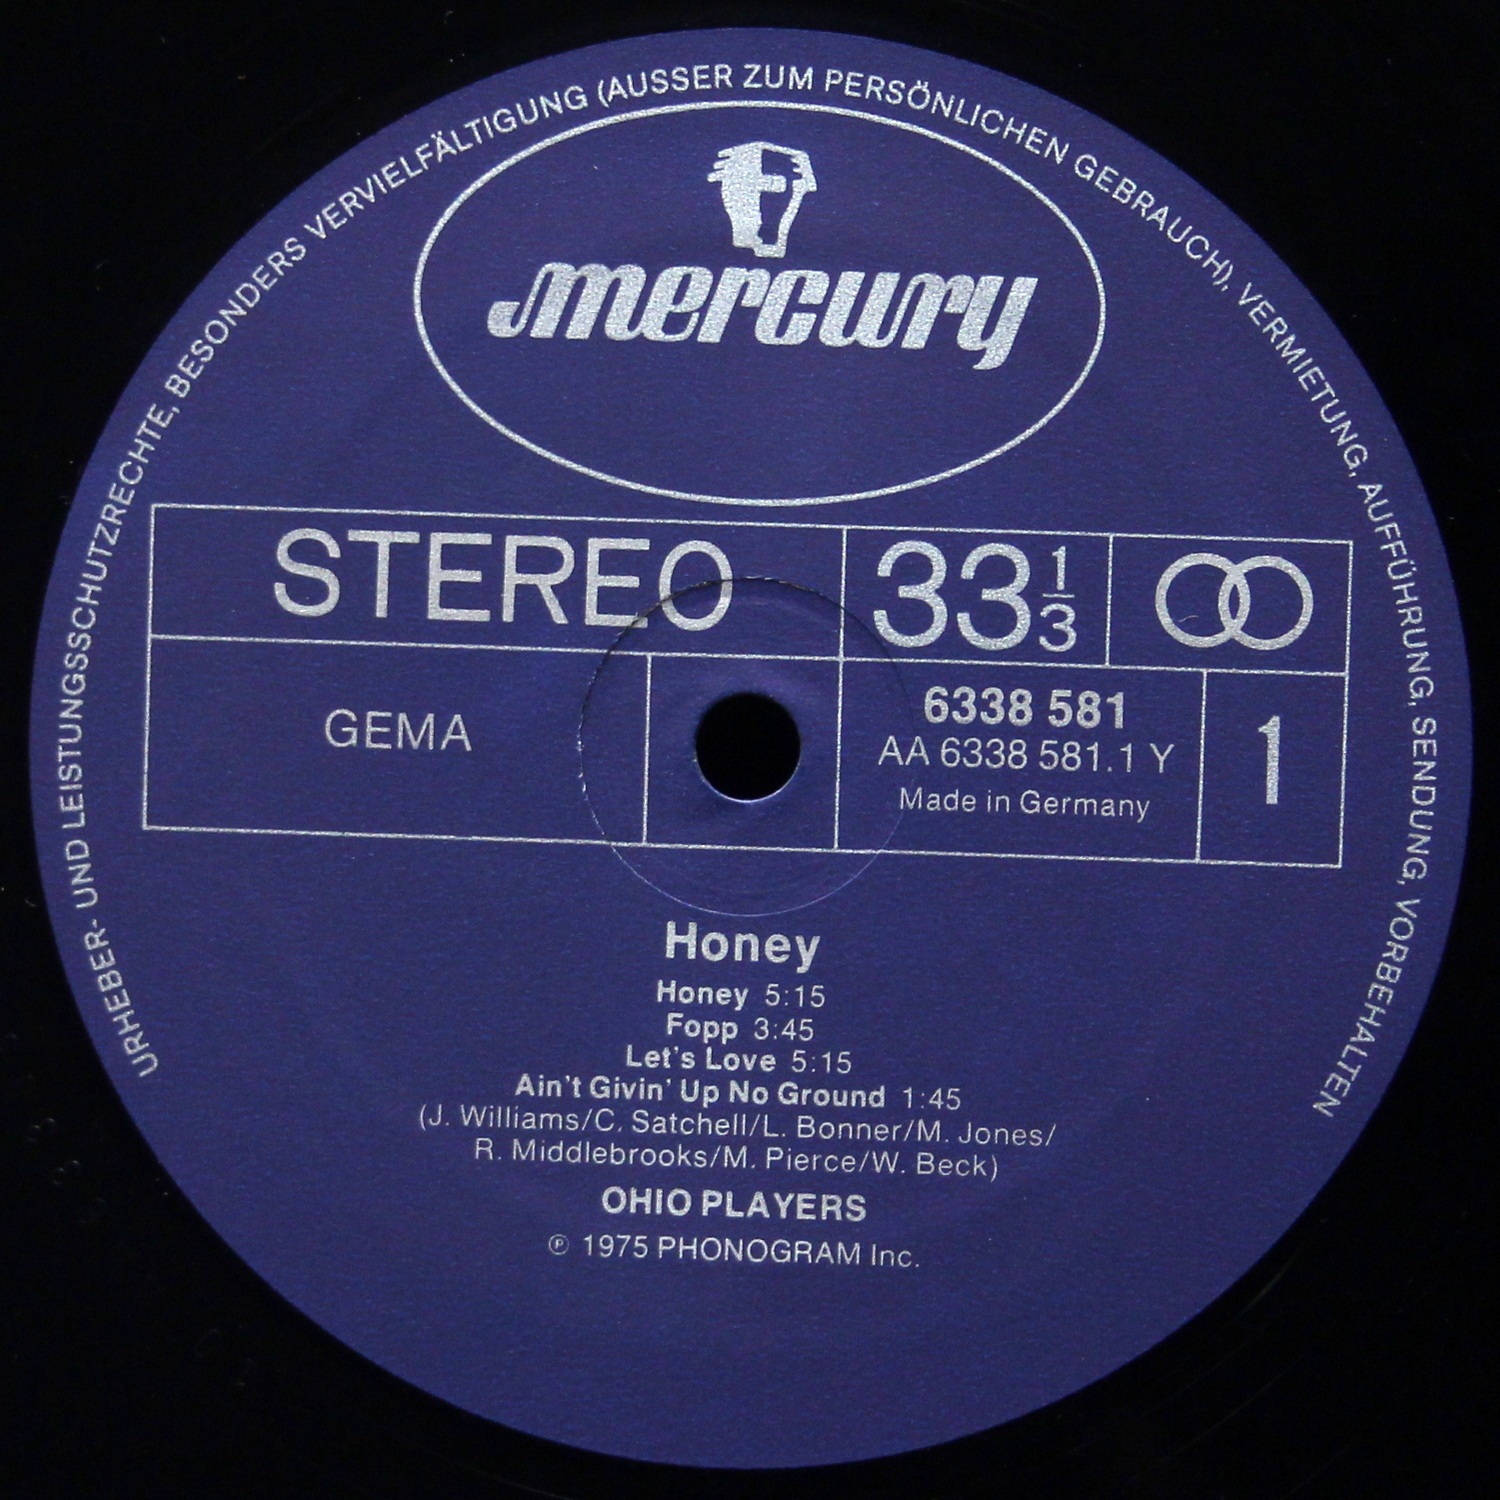 URHEBER- UND LEISTUNGSSCHUTZRECHTE, BESONDERS VERVIELFÄLTIGUNG (AUSSER ZUM PERSÖNLICHEN GEBRAUCH), VERMIETUNG, AUFFÜHRUNG, SENDUNG, VORBEHALTEN
mercury
STEREO
33 1/3
GEMA
6338 581
AA 6338 581.1 Y
Made in Germany
1
Honey
Honey 5:15
Fopp 3:45
Let's Love 5:15
Ain't Givin' Up No Ground 1:45
(J. Williams/C. Satchell/L. Bonner/M. Jones/
R. Middlebrooks/M. Pierce/W. Beck)
OHIO PLAYERS
℗ 1975 PHONOGRAM Inc.